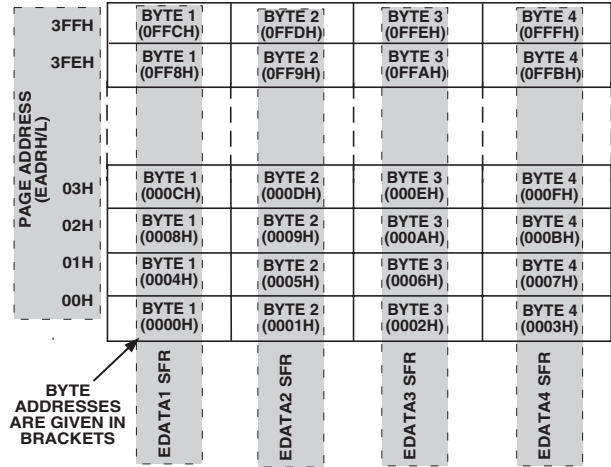 3FFH
BYTE 1 BYTE 2 BYTE 3 BYTE 4
(0FFCH) (0FFDH) (0FFEH) (0FFFH)
3FEH
BYTE 1 BYTE 2 BYTE 3 BYTE 4
(0FF8H) (0FF9H) (0FFAH) (0FFBH)
PAGE ADDRESS
(EADRH/L)
03H
BYTE 1 BYTE 2 BYTE 3 BYTE 4
(000CH) (000DH) (000EH) (000FH)
02H
BYTE 1 BYTE 2 BYTE 3 BYTE 4
(0008H) (0009H) (000AH) (000BH)
01H
BYTE 1 BYTE 2 BYTE 3 BYTE 4
(0004H) (0005H) (0006H) (0007H)
00H
BYTE 1 BYTE 2 BYTE 3 BYTE 4
(0000H) (0001H) (0002H) (0003H)
BYTE
ADDRESSES
ARE GIVEN IN
BRACKETS
EDATA1 SFR
EDATA2 SFR
EDATA3 SFR
EDATA4 SFR